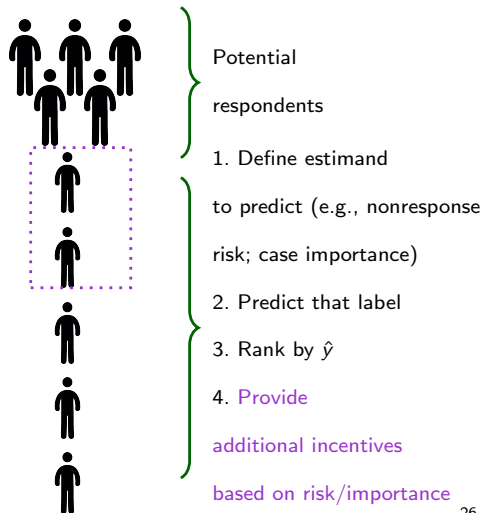 Potential
respondents
1. Define estimand
to predict (e.g., nonresponse
risk; case importance)
2. Predict that label
3. Rank by ŷ
4. Provide
additional incentives
based on risk/importance
26